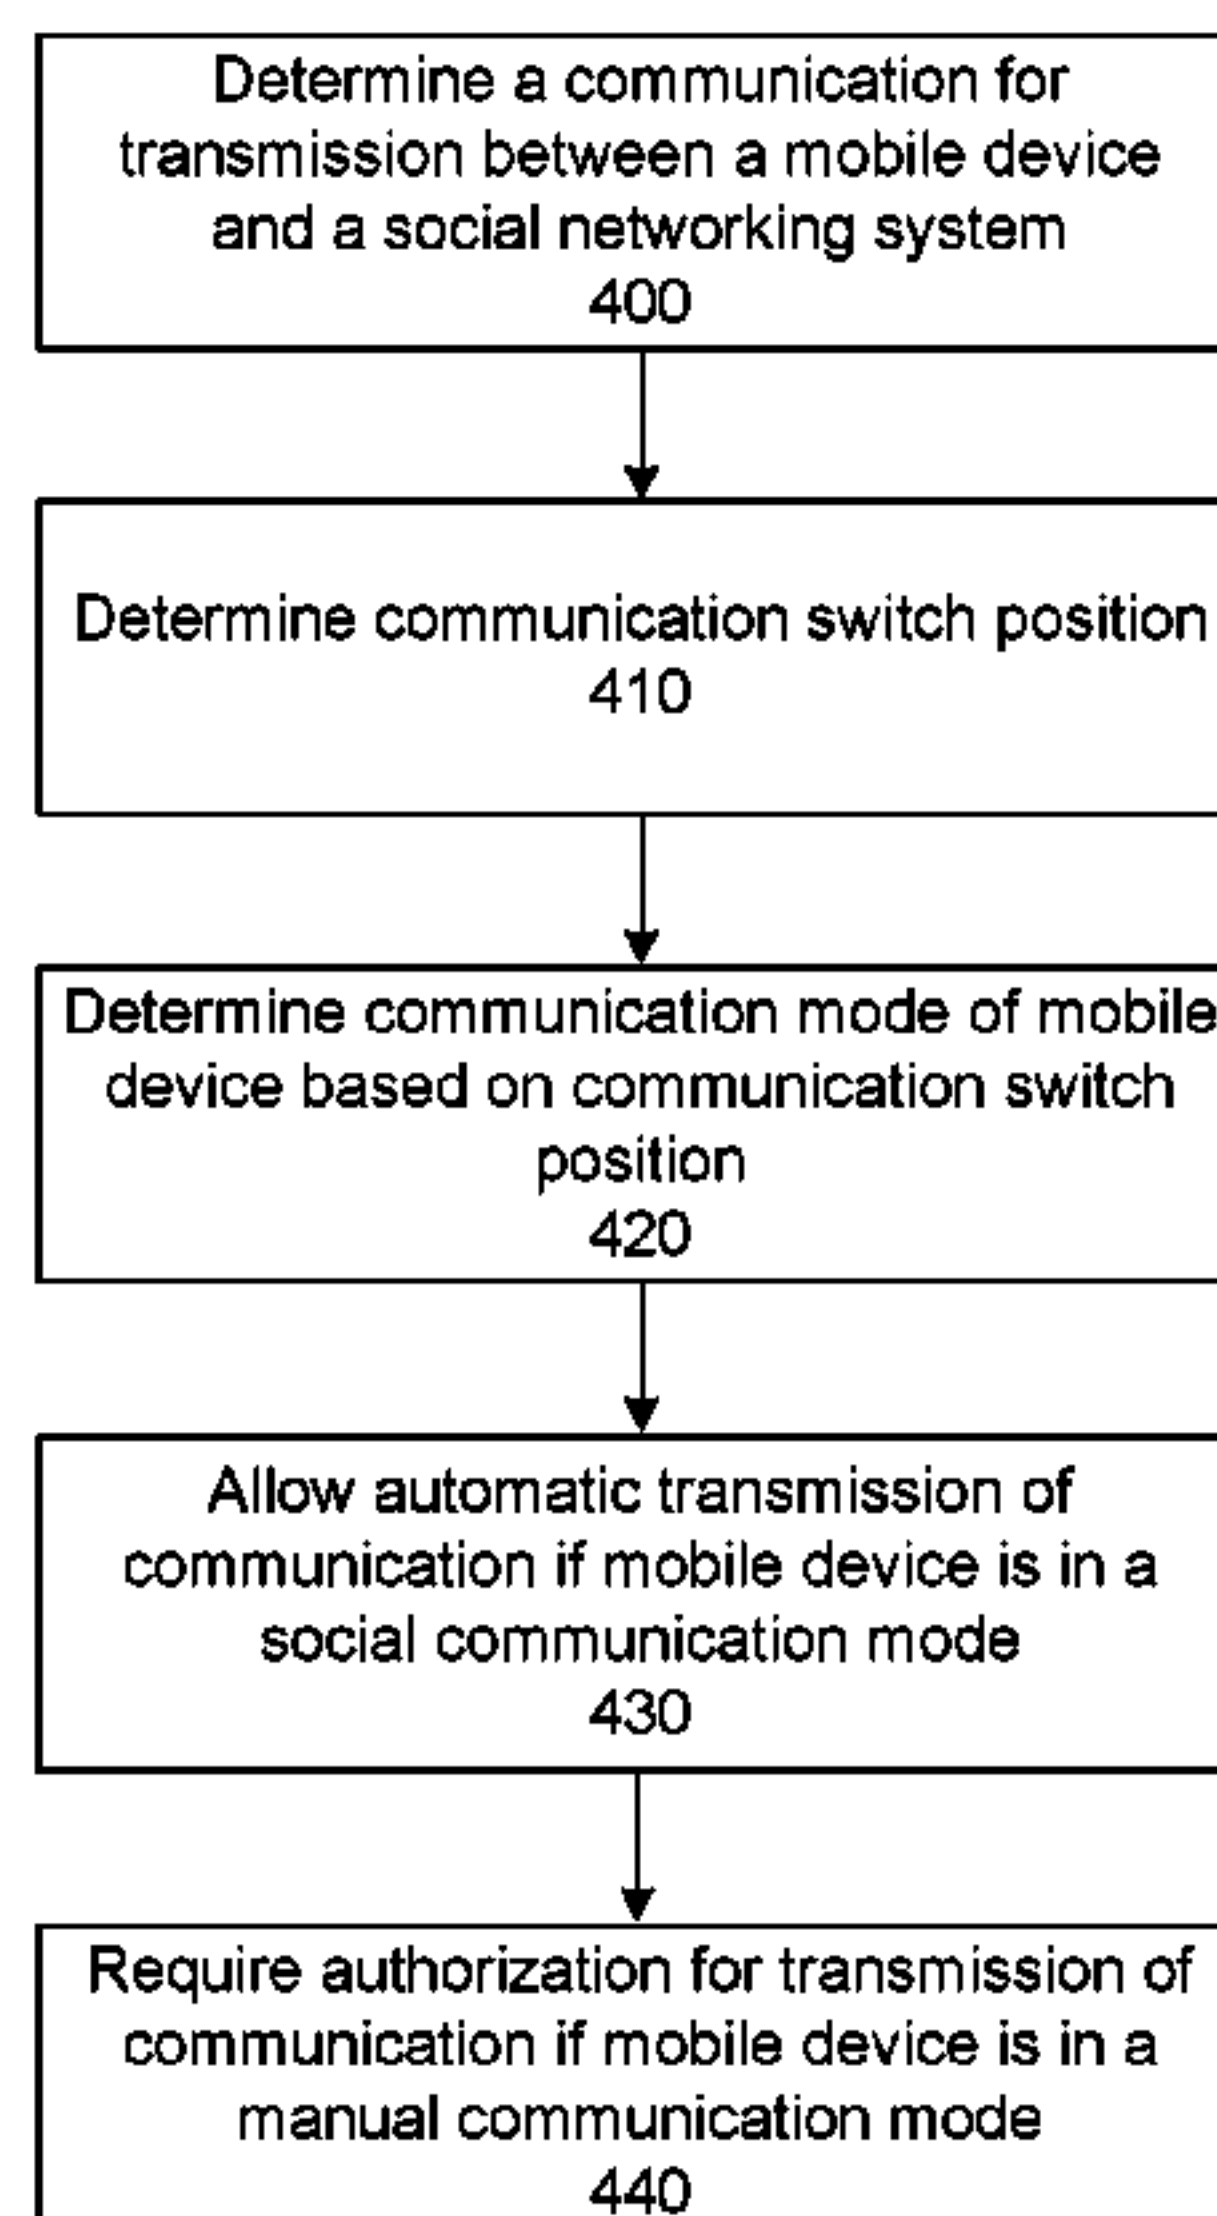 Determine a communication for
transmission between a mobile device
and a social networking system
400
Determine communication switch position
410
Determine communication mode of mobile
device based on communication switch
position
420
Allow automatic transmission of
communication if mobile device is in a
social communication mode
430
Require authorization for transmission of
communication if mobile device is in a
manual communication mode
440